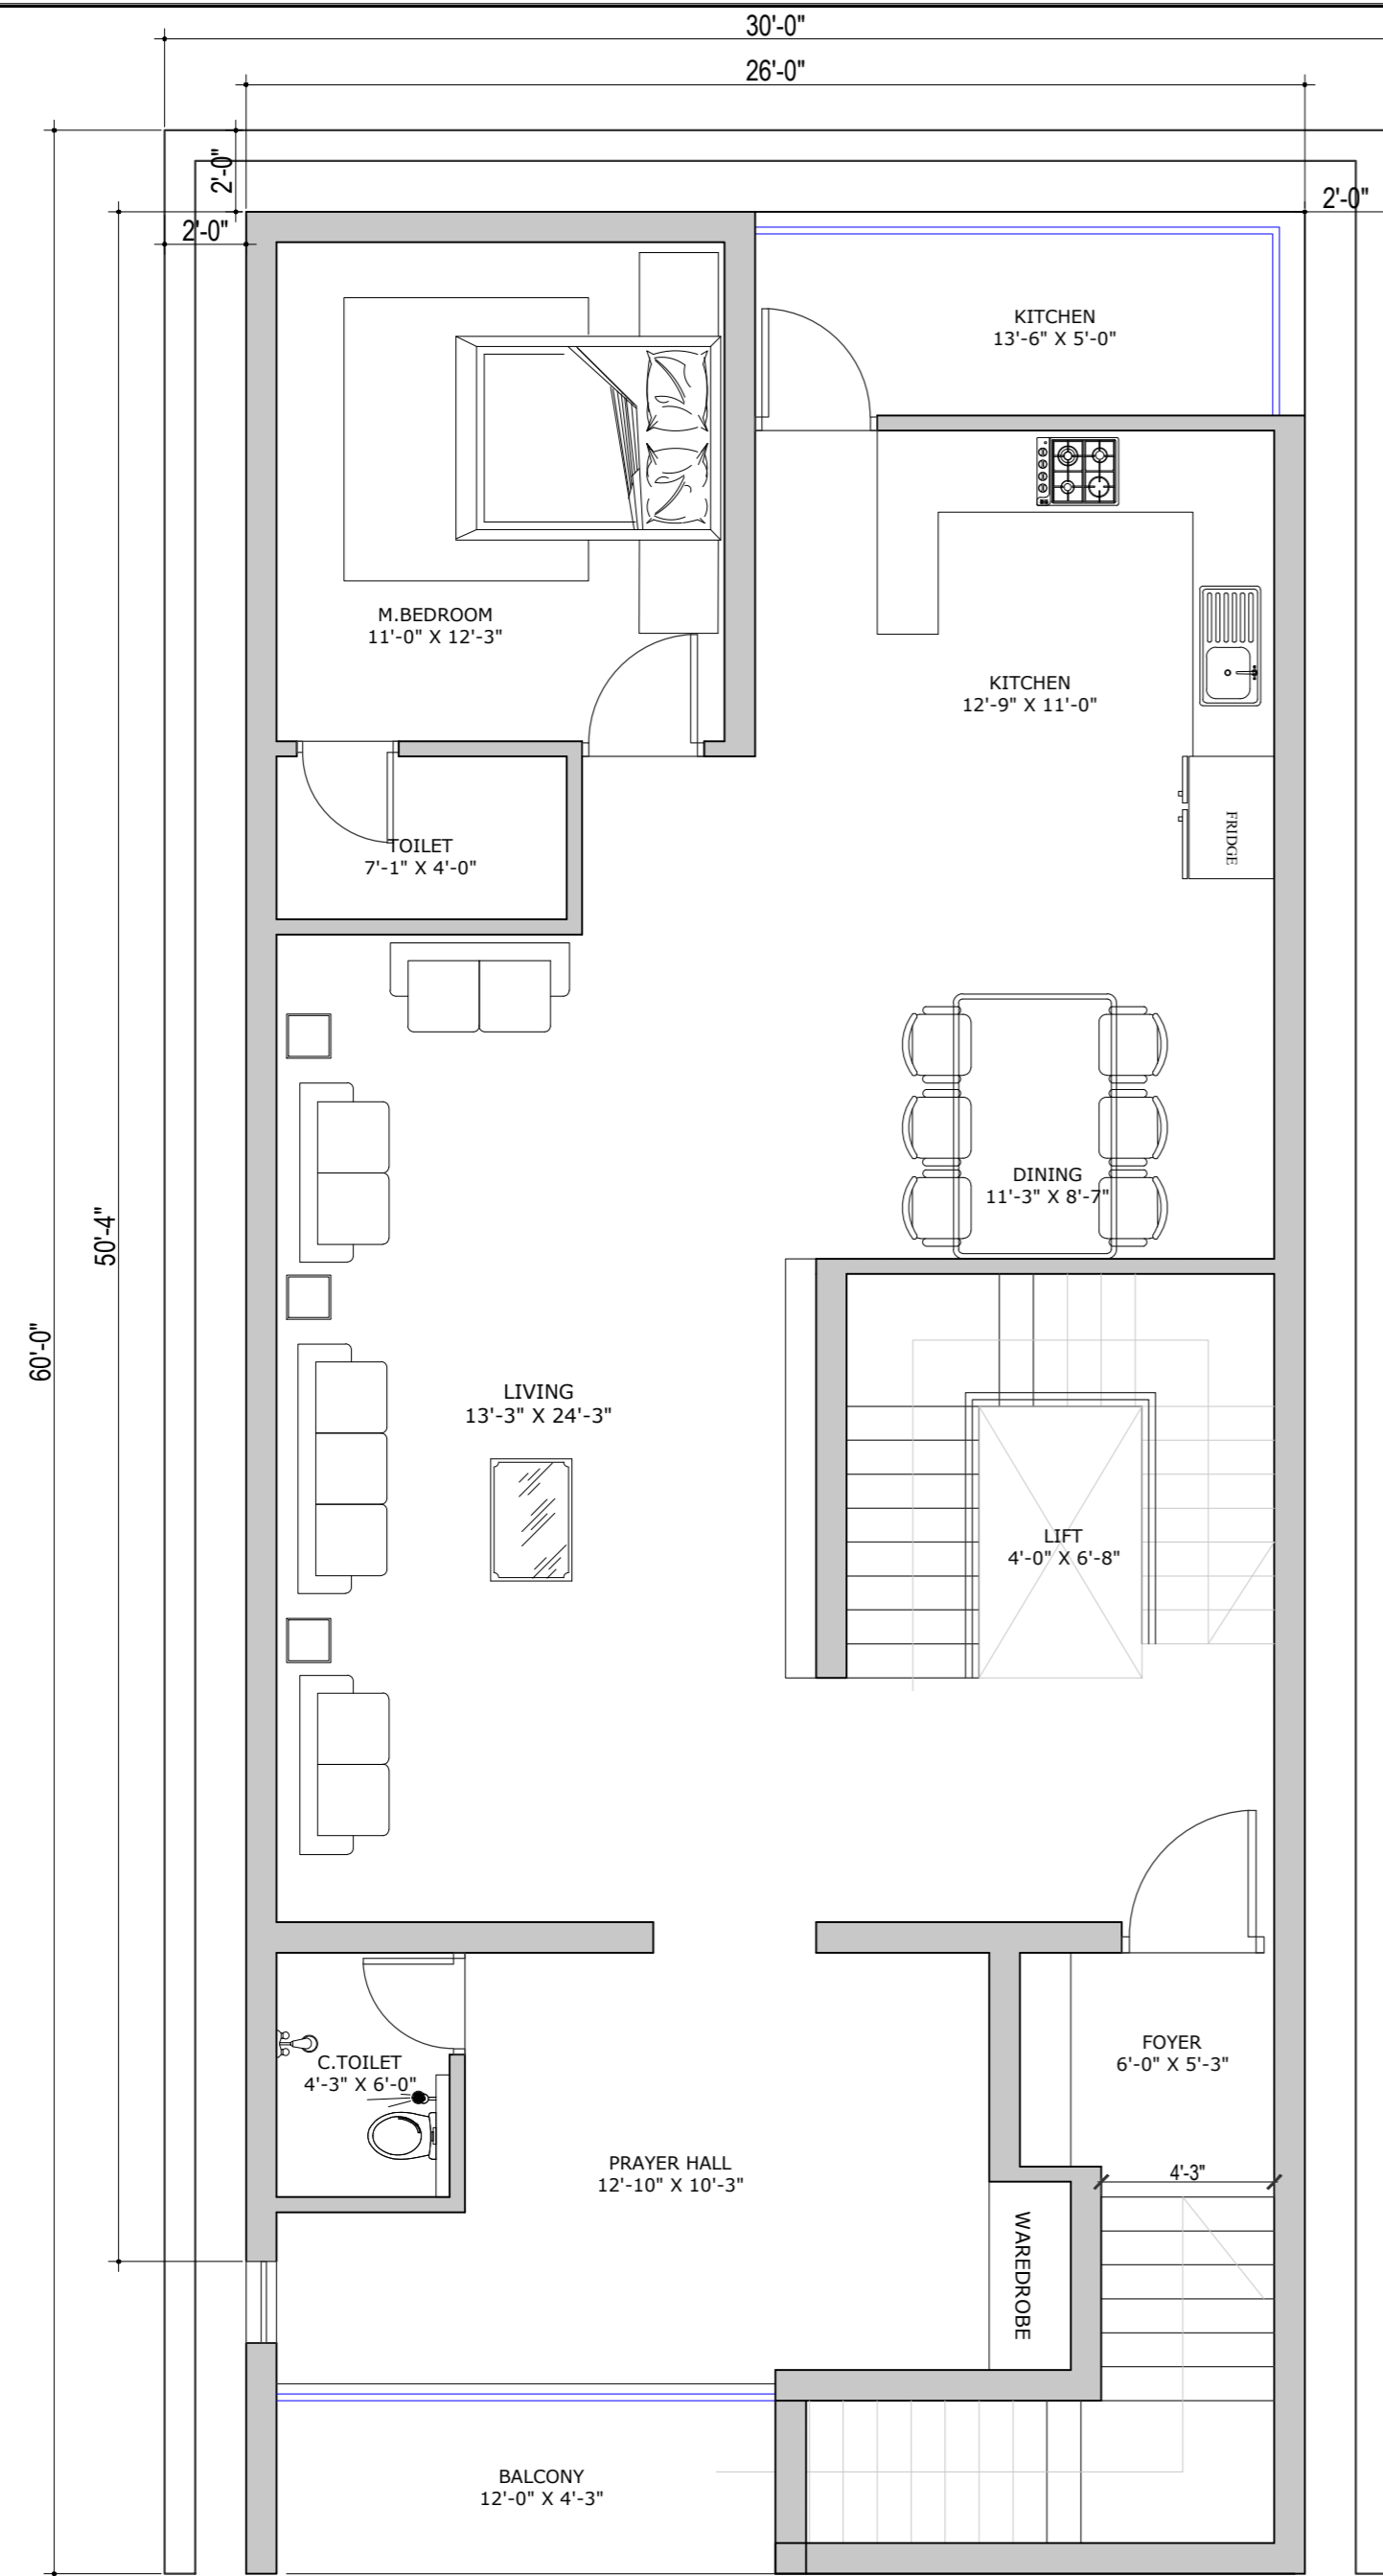 30'-0"
26'-0"
2'-0"
2'-0"
2'-0"
KITCHEN
13'-6" X 5'-0"
M.BEDROOM
11'-0" X 12'-3"
KITCHEN
12'-9" X 11'-0"
FRIDGE
TOILET
7'-1" X 4'-0"
DINING
11'-3" X 8'-7"
50'-4"
60'-0"
LIVING
13'-3" X 24'-3"
LIFT
4'-0" X 6'-8"
FOYER
6'-0" X 5'-3"
C.TOILET
4'-3" X 6'-0"
PRAYER HALL
12'-10" X 10'-3"
4'-3"
WAREDROBE
BALCONY
12'-0" X 4'-3"